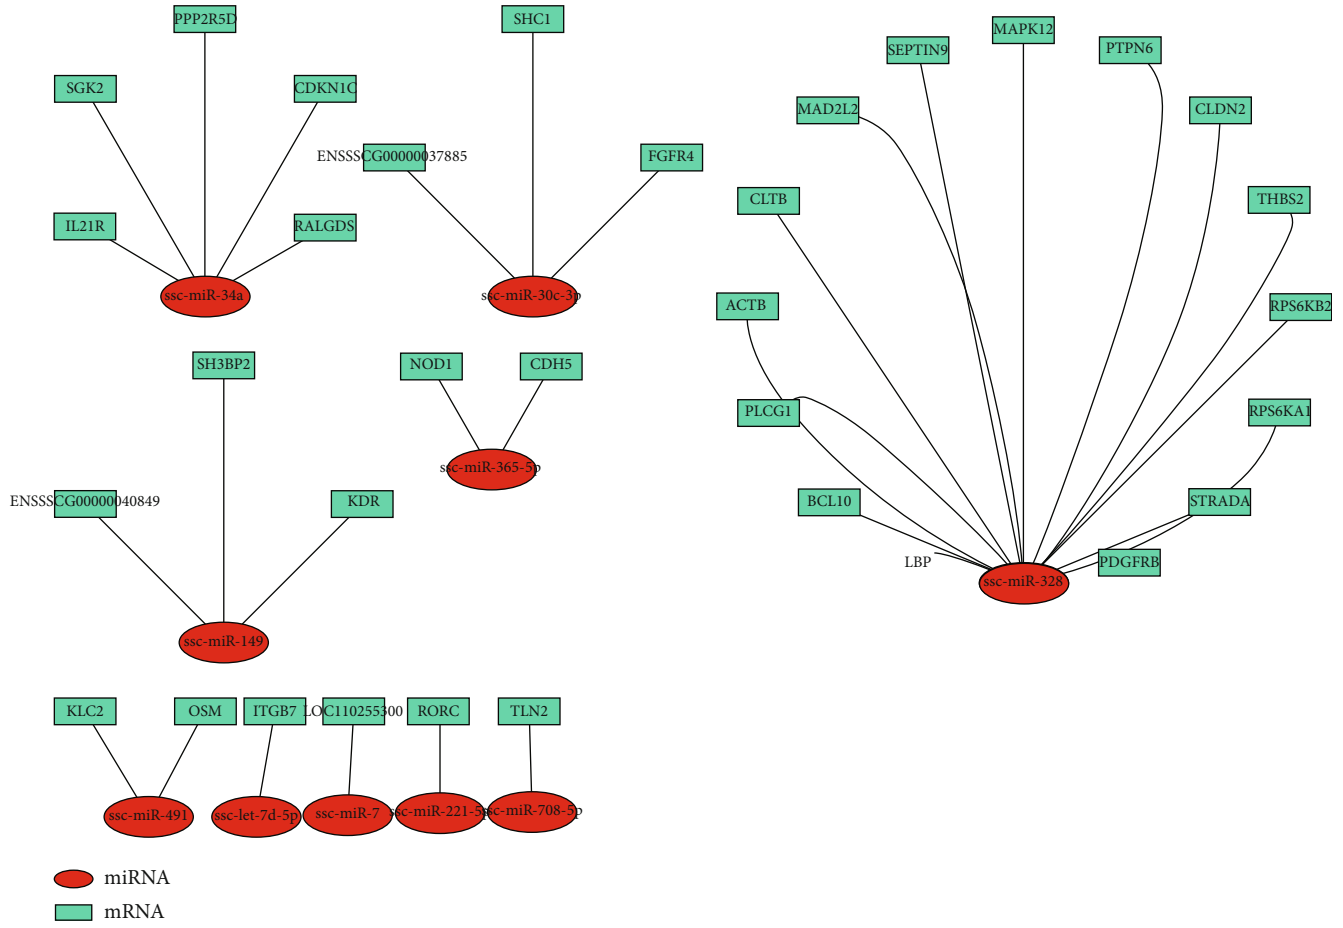 PPP2R5D
SGK2
CDKN1C
IL21R
RALGDS
ssc-miR-34a
SHC1
ENSSSCG00000037885
FGFR4
ssc-miR-30c-3p
SH3BP2
ENSSSCG00000040849
KDR
ssc-miR-149
NOD1
CDH5
ssc-miR-365-5p
MAPK12
SEPTIN9
PTPN6
MAD2L2
CLDN2
CLTB
THBS2
ACTB
RPS6KB2
PLCG1
RPS6KA1
BCL10
STRADA
LBP
PDGFRB
ssc-miR-328
KLC2
OSM
ITGB7
LOC110255300
RORC
TLN2
ssc-miR-491
ssc-let-7d-5p
ssc-miR-7
ssc-miR-221-5p
ssc-miR-708-5p
miRNA
mRNA